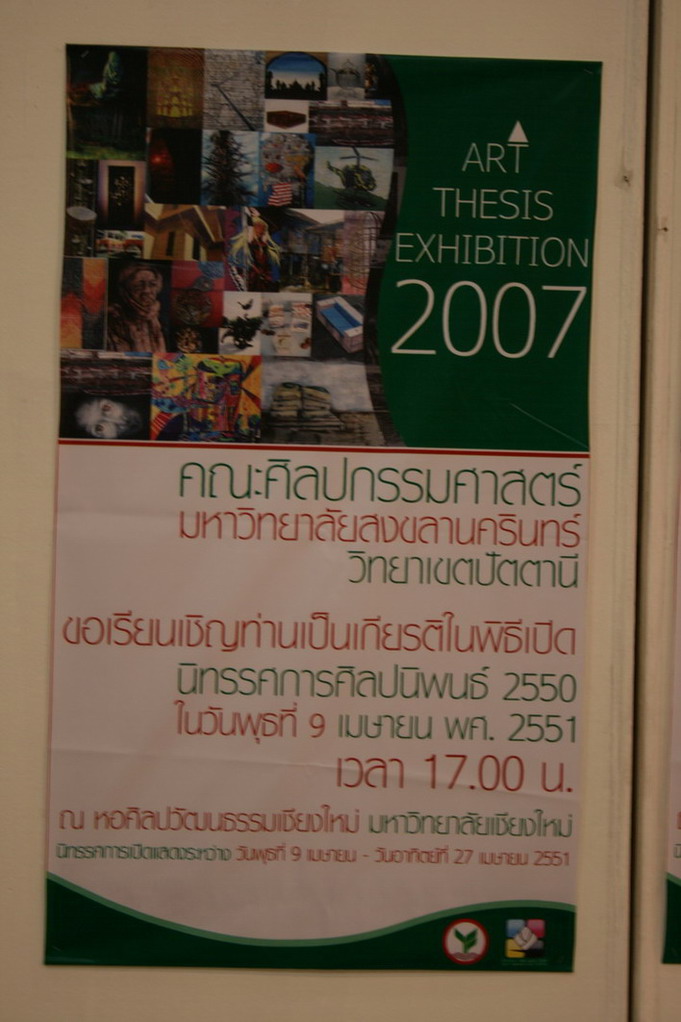 ART
THESIS
EXHIBITION
2007
คณะศิลปกรรมศาสตร์
มหาวิทยาลัยสงขลานครินทร์
วิทยาเขตปัตตานี
ขอเรียนเชิญท่านเป็นเกียรติในพิธีเปิด
นิทรรศการศิลปนิพนธ์ 2550
ในวันพุธที่ 9 เมษายน พศ. 2551
เวลา 17.00 น.
ณ หอศิลปวัฒนธรรมเชียงใหม่ มหาวิทยาลัยเชียงใหม่
นิทรรศการเปิดแสดงระหว่าง วันพุธที่ 9 เมษายน - วันอาทิตย์ที่ 27 เมษายน 2551